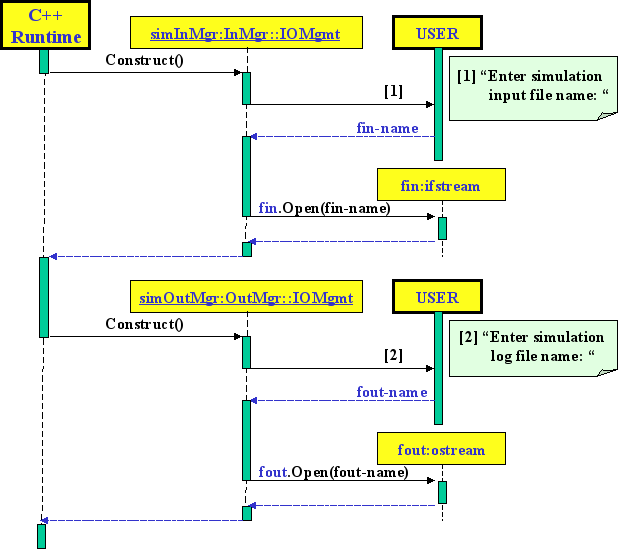 C++
Runtime
simInMgr:InMgr::IOMgmt
USER
Construct()
[1] “Enter simulation
input file name: “
[1]
fin-name
fin:ifstream
fin.Open(fin-name)
simOutMgr:OutMgr::IOMgmt
USER
Construct()
[2] “Enter simulation
log file name: “
[2]
fout-name
fout:ostream
fout.Open(fout-name)